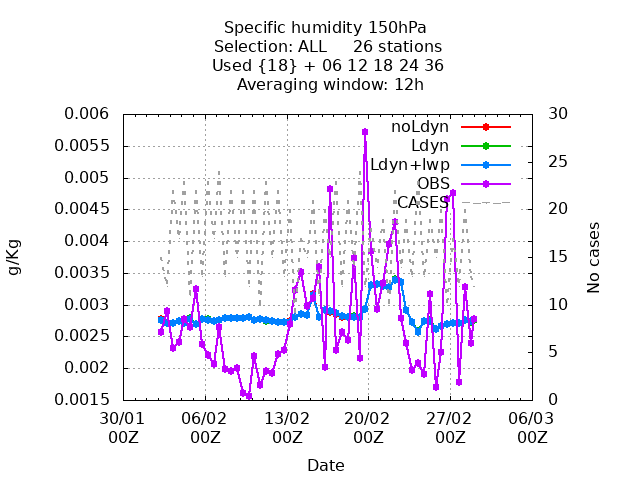 Specific humidity 150hPa
Selection: ALL     26 stations
Used {18} + 06 12 18 24 36
Averaging window: 12h
0.006
0.0055
0.005
0.0045
0.004
0.0035
0.003
0.0025
0.002
0.0015
g/Kg
noLdyn
Ldyn
Ldyn+lwp
OBS
CASES
30
25
20
15
10
5
0
No cases
30/01 06/02 13/02 20/02 27/02 06/03
00Z 00Z 00Z 00Z 00Z 00Z
Date